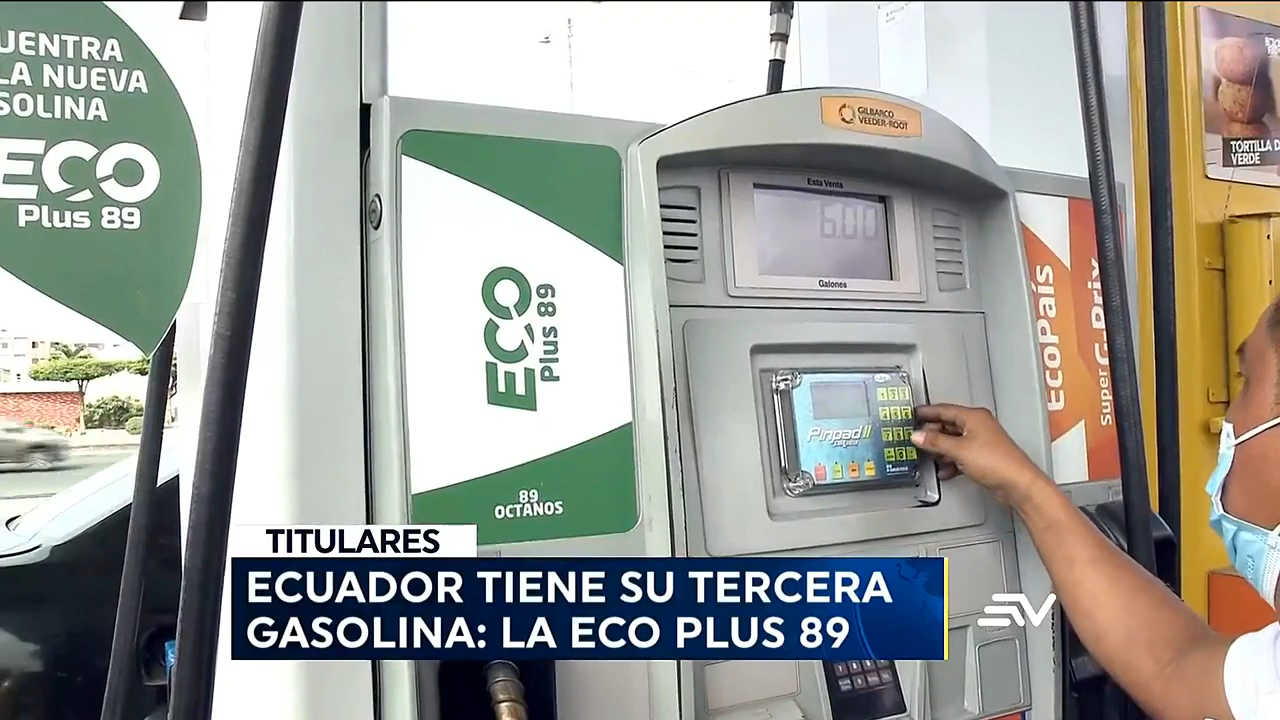 UENTRA
LA NUEVA
SOLINA
ECO
Plus 89
ECO
Plus 89
89
OCTANOS
GILBARCO
VEEDER-ROOT
Esta Venta
6.00
Galones
Pinpad II
EcoPaís
super G-Prix
TORTILLA D
VERDE
TITULARES
ECUADOR TIENE SU TERCERA
GASOLINA: LA ECO PLUS 89